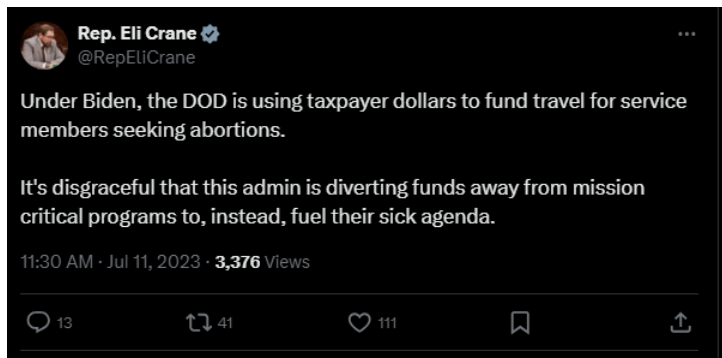 Rep. Eli Crane
@RepEliCrane
Under Biden, the DOD is using taxpayer dollars to fund travel for service
members seeking abortions.
It's disgraceful that this admin is diverting funds away from mission
critical programs to, instead, fuel their sick agenda.
11:30 AM · Jul 11, 2023 · 3,376 Views
13 41 111